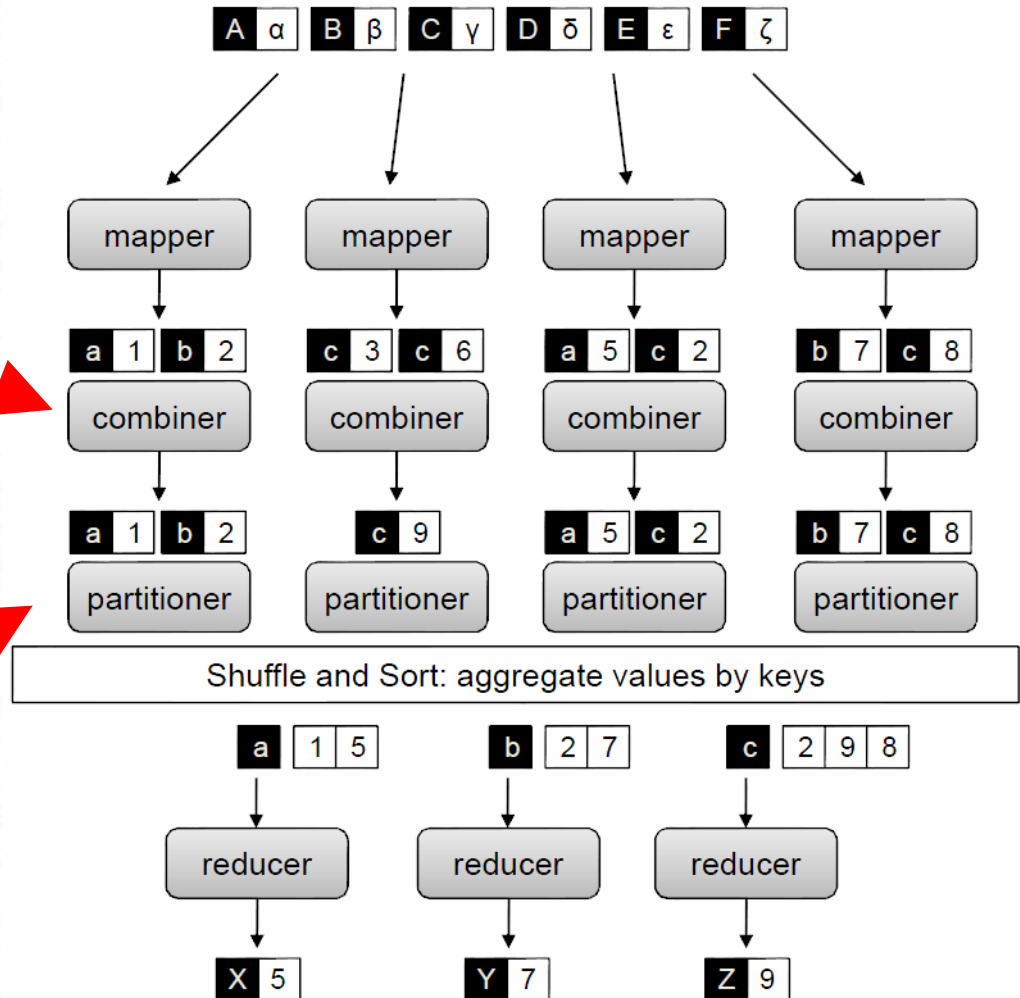 A α B β C γ D δ E ε F ζ
mapper mapper mapper mapper
a 1 b 2 c 3 c 6 a 5 c 2 b 7 c 8
combiner combiner combiner combiner
a 1 b 2 c 9 a 5 c 2 b 7 c 8
partitioner partitioner partitioner partitioner
Shuffle and Sort: aggregate values by keys
a 1 5 b 2 7 c 2 9 8
reducer reducer reducer
X 5 Y 7 Z 9